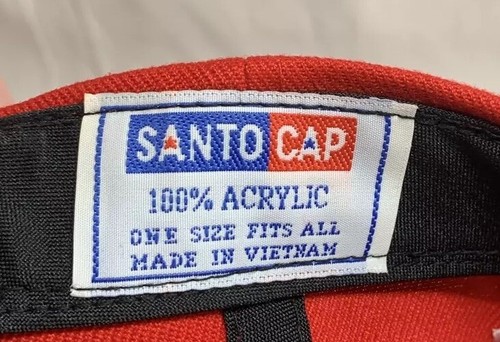 SANTO CAP
100% ACRYLIC
ONE SIZE FITS ALL
MADE IN VIETNAM